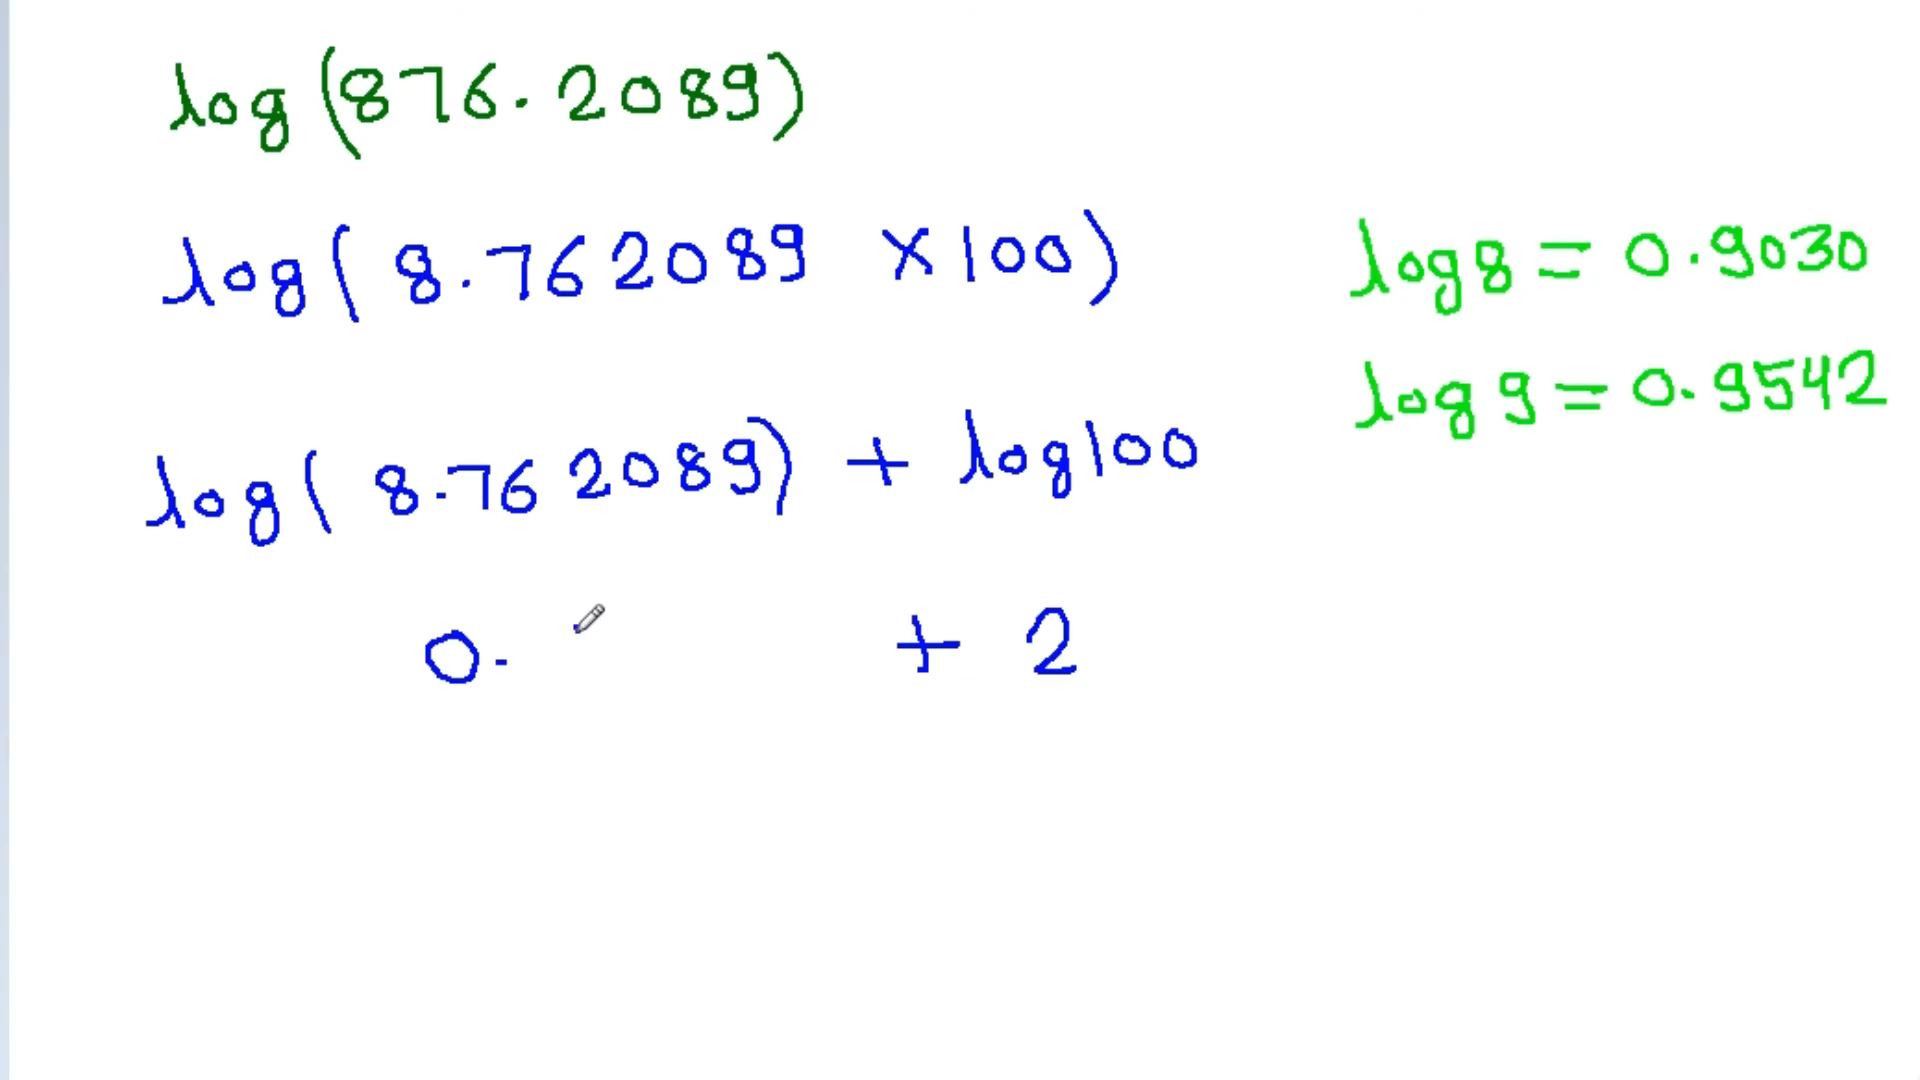 log(876.2089)
log(8.762089 ×100)
log(8.762089) + log100
0. + 2
log8 = 0.9030
log9 = 0.9542